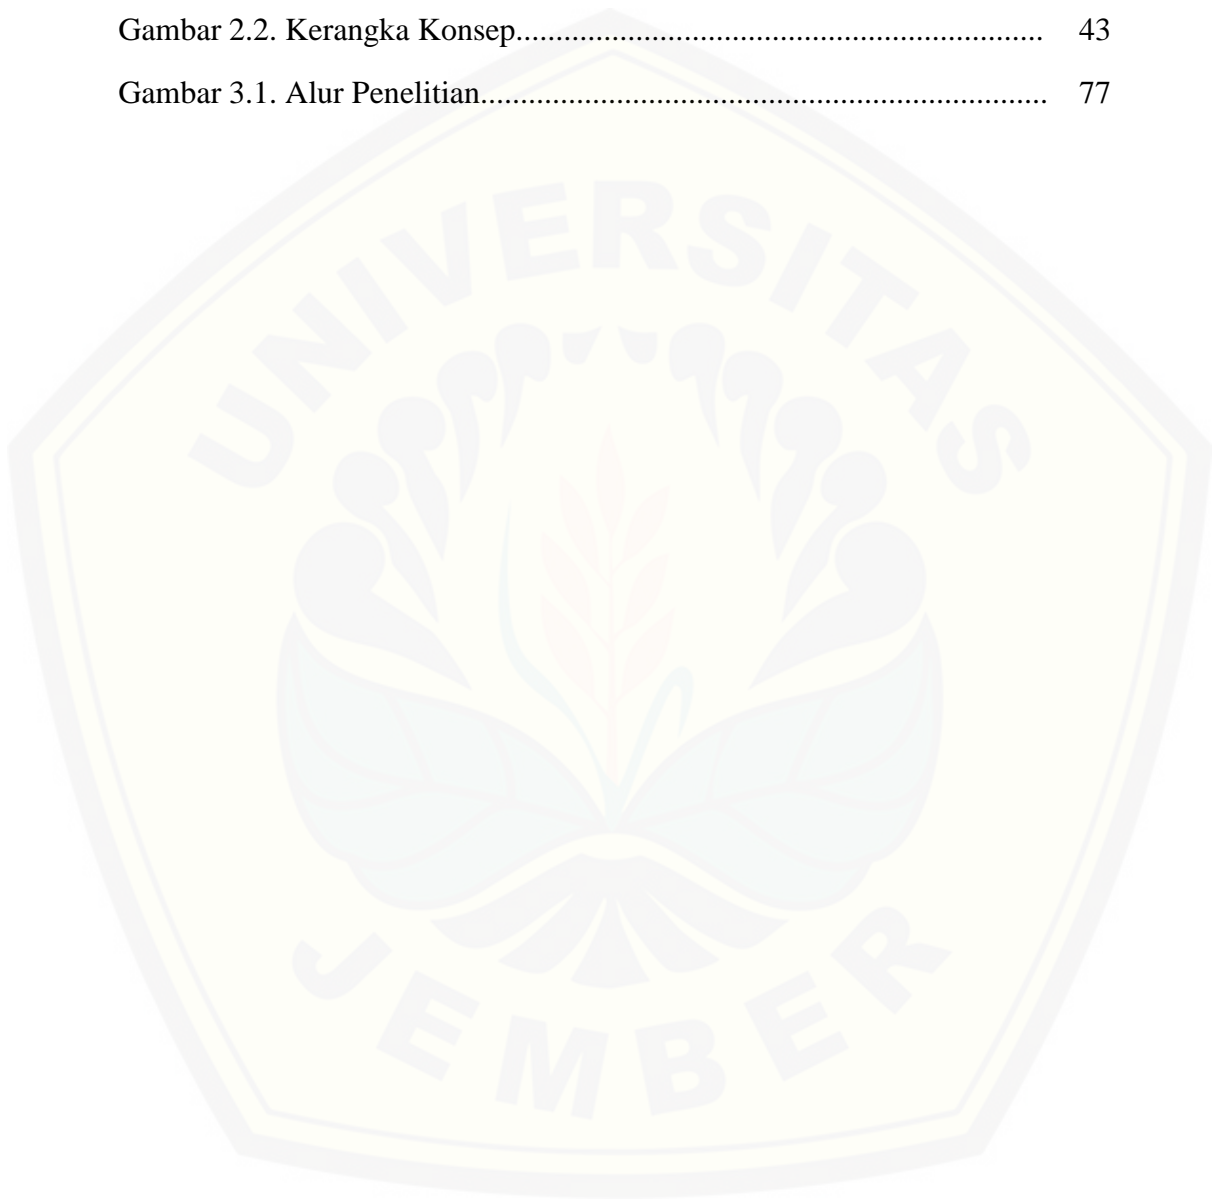 Gambar 2.2. Kerangka Konsep.................................................................. 43
Gambar 3.1. Alur Penelitian....................................................................... 77
UNIVERSITAS
JEMBER